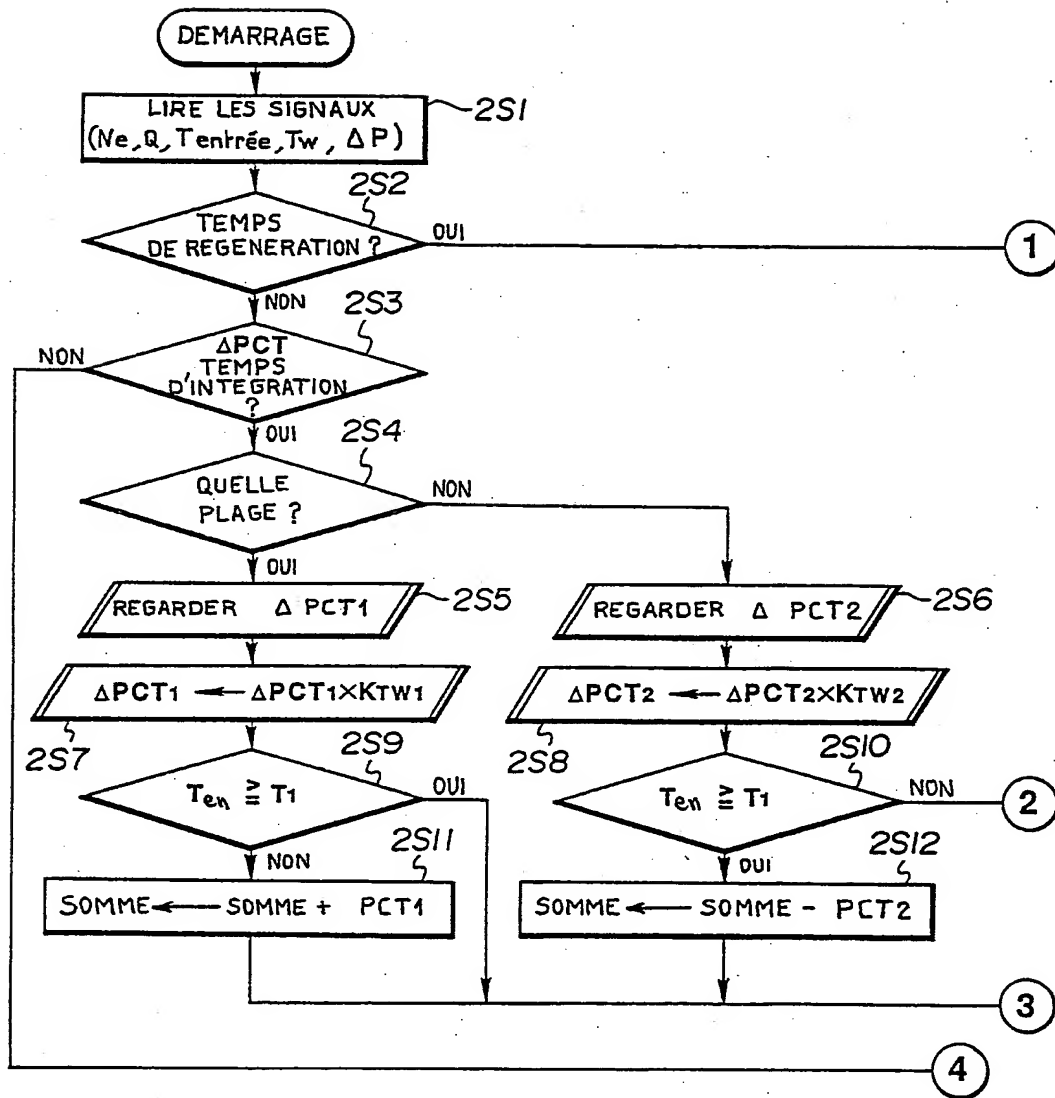 DEMARRAGE
LIRE LES SIGNAUX
(Ne, Q, Tentrée, Tw, ΔP)
2S1
2S2
TEMPS
DE REGENERATION ?
OUI
1
NON
2S3
NON
ΔPCT
TEMPS
D'INTEGRATION
?
OUI
2S4
QUELLE
PLAGE ?
NON
OUI
REGARDER Δ PCT1
2S5
REGARDER Δ PCT2
2S6
ΔPCT1 ← ΔPCT1×KTW1
ΔPCT2 ← ΔPCT2×KTW2
2S7
2S9
2S8
2S10
Ten ≧ T1
OUI
Ten ≧ T1
NON
2
NON
2S11
OUI
2S12
SOMME ← SOMME + PCT1
SOMME ← SOMME - PCT2
3
4